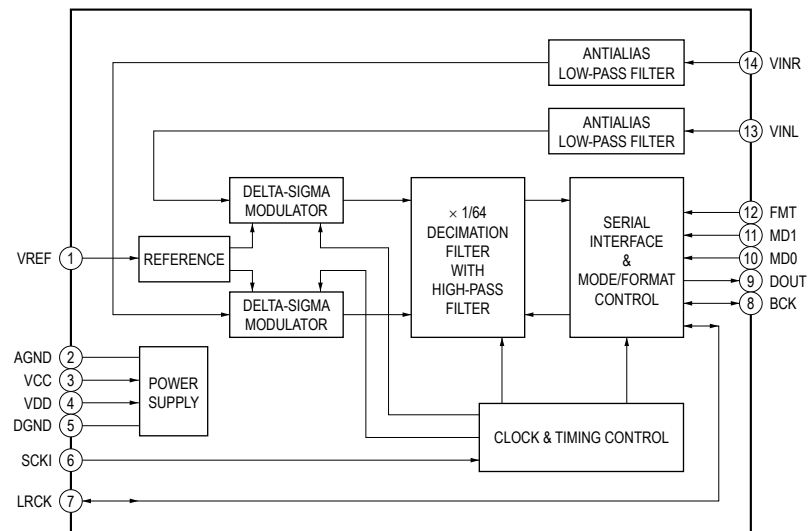 ANTIALIAS
LOW-PASS FILTER
14 VINR
ANTIALIAS
LOW-PASS FILTER
13 VINL
DELTA-SIGMA
MODULATOR
× 1/64
DECIMATION
FILTER
WITH
HIGH-PASS
FILTER
SERIAL
INTERFACE
&
MODE/FORMAT
CONTROL
12 FMT
11 MD1
10 MD0
9 DOUT
8 BCK
VREF 1
REFERENCE
DELTA-SIGMA
MODULATOR
AGND 2
VCC 3
VDD 4
DGND 5
POWER
SUPPLY
CLOCK & TIMING CONTROL
SCKI 6
LRCK 7